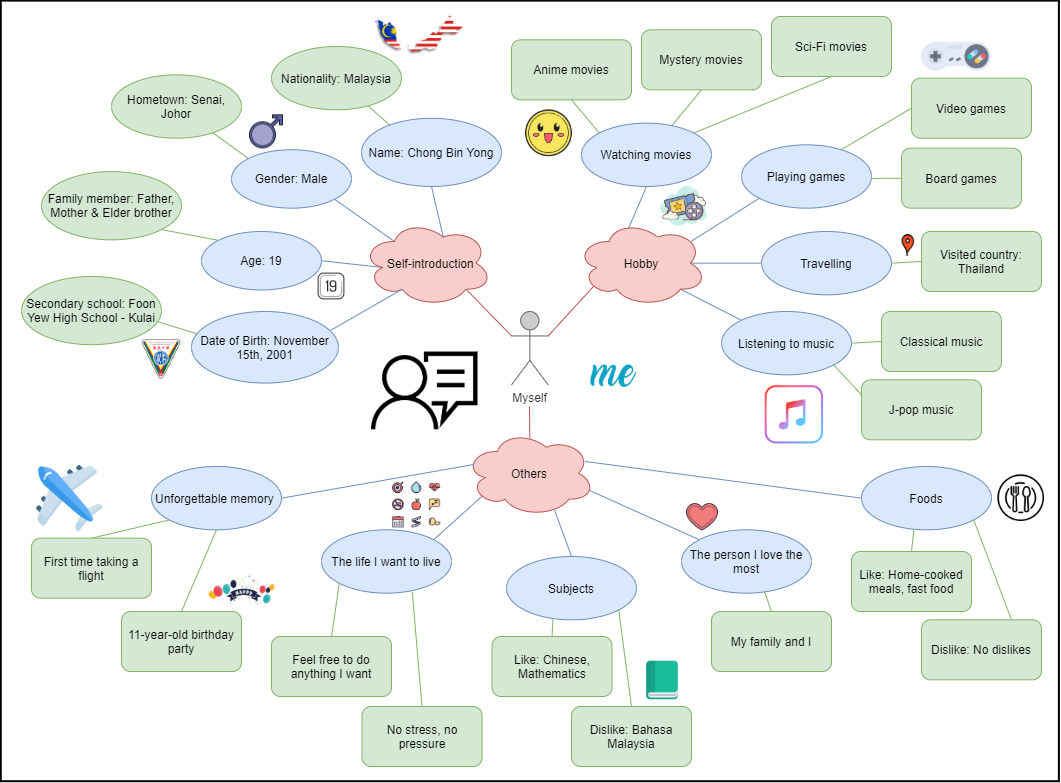 Nationality: Malaysia
Hometown: Senai,
Johor
Name: Chong Bin Yong
Gender: Male
Family member: Father,
Mother & Elder brother
Age: 19
19
Secondary school: Foon
Yew High School - Kulai
Date of Birth: November
15th, 2001
Self-introduction
Anime movies
Mystery movies
Sci-Fi movies
Watching movies
Video games
Playing games
Board games
Hobby
Travelling
Visited country:
Thailand
Listening to music
Classical music
J-pop music
me
Myself
Others
Unforgettable memory
First time taking a
flight
HAPPY
11-year-old birthday
party
The life I want to live
Feel free to do
anything I want
No stress, no
pressure
Subjects
Like: Chinese,
Mathematics
Dislike: Bahasa
Malaysia
The person I love the
most
My family and I
Foods
Like: Home-cooked
meals, fast food
Dislike: No dislikes